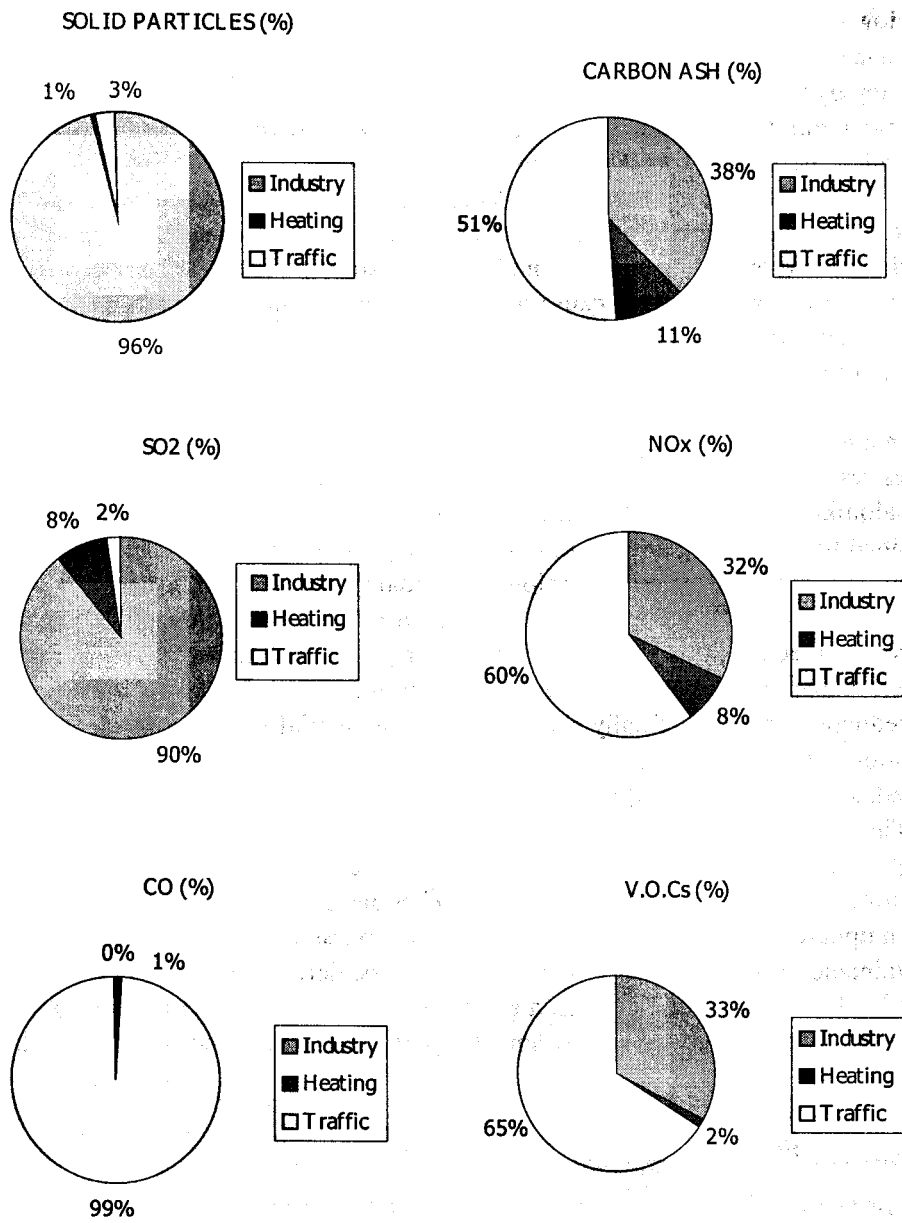 SOLID PARTICLES (%)
1%
3%
96%
Industry
Heating
Traffic
CARBON ASH (%)
38%
51%
11%
Industry
Heating
Traffic
SO2 (%)
8%
2%
90%
Industry
Heating
Traffic
NOx (%)
32%
60%
8%
Industry
Heating
Traffic
CO (%)
0%
1%
99%
Industry
Heating
Traffic
V.O.Cs (%)
33%
65%
2%
Industry
Heating
Traffic